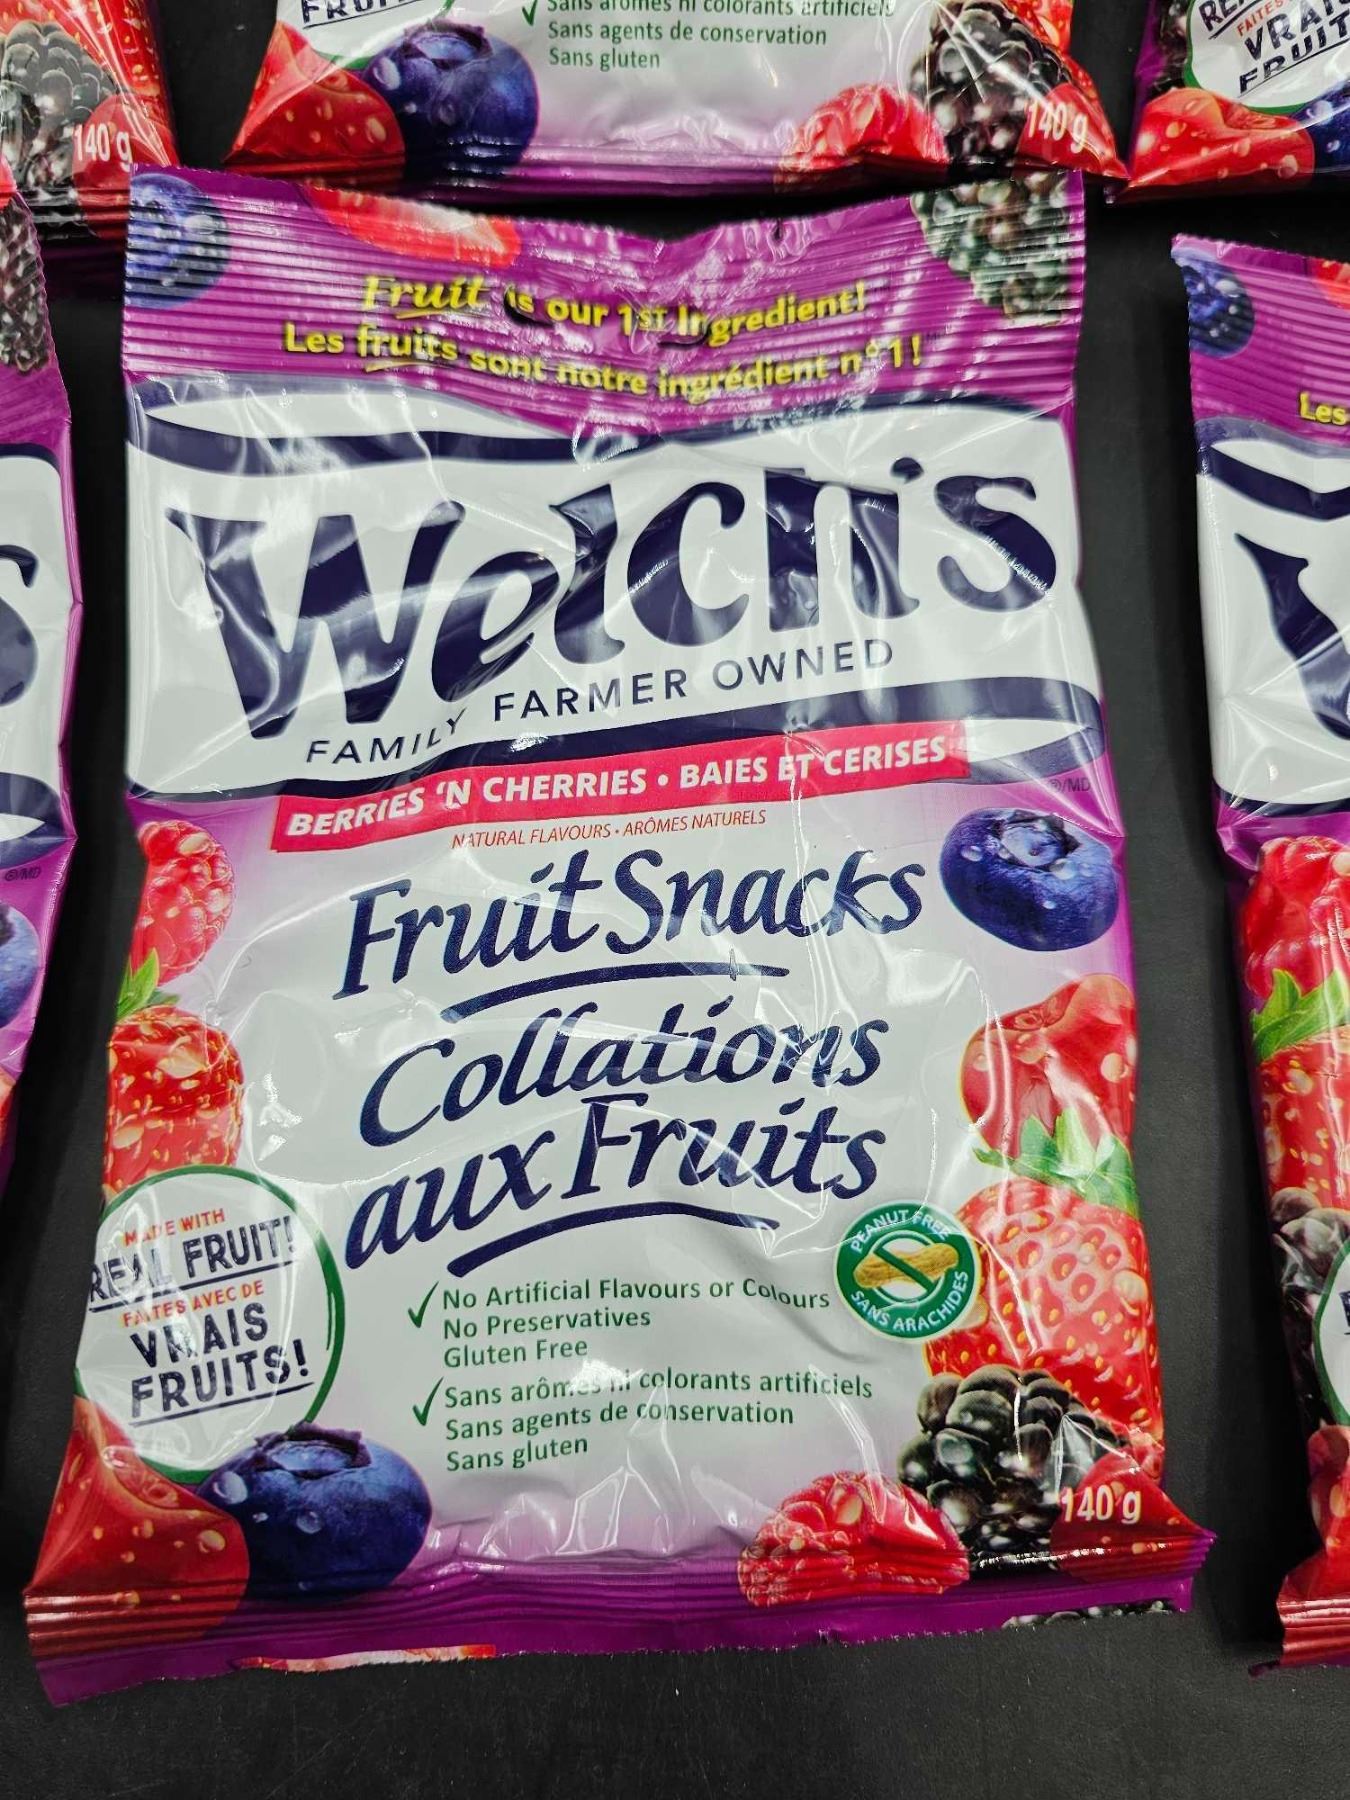 FRUIT
Sans arômes ni colorants artificiels
Sans agents de conservation
Sans gluten
140 g
140 g
FAITES
VRAIS
FRUIT
Fruit is our 1ST Ingredient!
Les fruits sont notre ingrédient n° 1!
Les
Welch's
FAMILY FARMER OWNED
BERRIES 'N CHERRIES • BAIES ET CERISES
®/MD
NATURAL FLAVOURS • ARÔMES NATURELS
®/MD
Fruit Snacks
Collations
aux Fruits
MADE WITH
REAL FRUIT!
FAITES AVEC DE
VRAIS
FRUITS!
PEANUT FREE
SANS ARACHIDES
No Artificial Flavours or Colours
No Preservatives
Gluten Free
Sans arômes ni colorants artificiels
Sans agents de conservation
Sans gluten
140 g